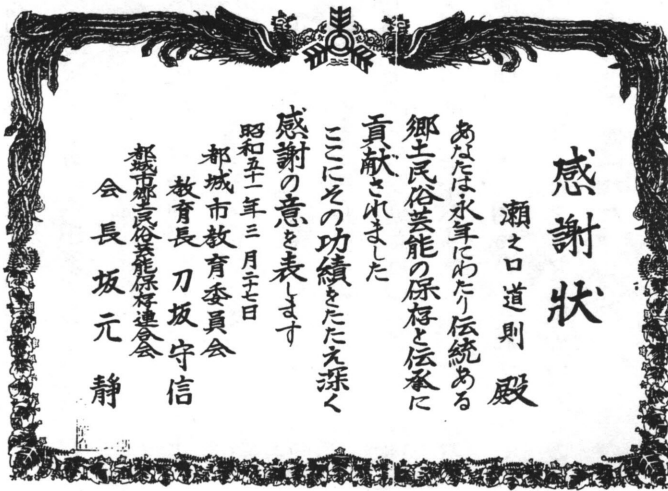 感謝状
瀬之口道則 殿
あなたは永年にわたり伝統ある
郷土民俗芸能の保存と伝承に
貢献されました
ここにその功績をたたえ深く
感謝の意を表します
昭和五十一年三月二十七日
都城市教育委員会
教育長 刀坂守信
都城市郷土民俗芸能保存連合会
会長 坂元静